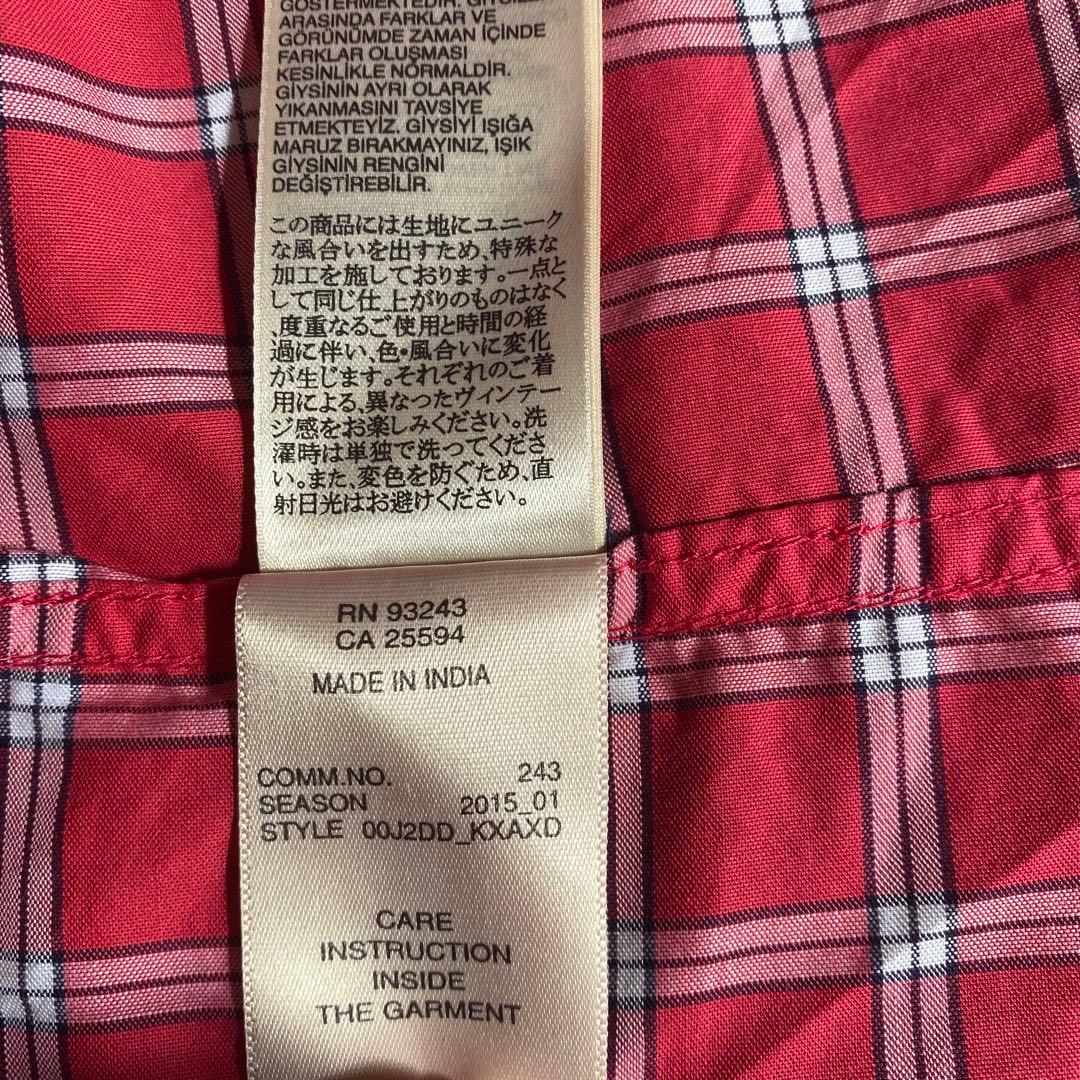 GÖSTERMEKTEDİR. GİYSİLER
ARASINDA FARKLAR VE
GÖRÜNÜMDE ZAMAN İÇİNDE
FARKLAR OLUŞMASI
KESİNLİKLE NORMALDİR.
GİYSİNİN AYRI OLARAK
YIKANMASINI TAVSİYE
ETMEKTEYİZ. GİYSİYİ IŞIĞA
MARUZ BIRAKMAYINIZ, IŞIK
GİYSİNİN RENGİNİ
DEĞİŞTİREBİLİR.
この商品には生地にユニーク
な風合いを出すため、特殊な
加工を施しております。一点と
して同じ仕上がりのものはなく
、度重なるご使用と時間の経
過に伴い、色・風合いに変化
が生じます。それぞれのご着
用による、異なったヴィンテー
ジ感をお楽しみください。洗
濯時は単独で洗つてくださ
い。また、変色を防ぐため、直
射日光はお避けください。
RN 93243
CA 25594
MADE IN INDIA
COMM.NO. 243
SEASON 2015_01
STYLE 00J2DD_KXAXD
CARE
INSTRUCTION
INSIDE
THE GARMENT